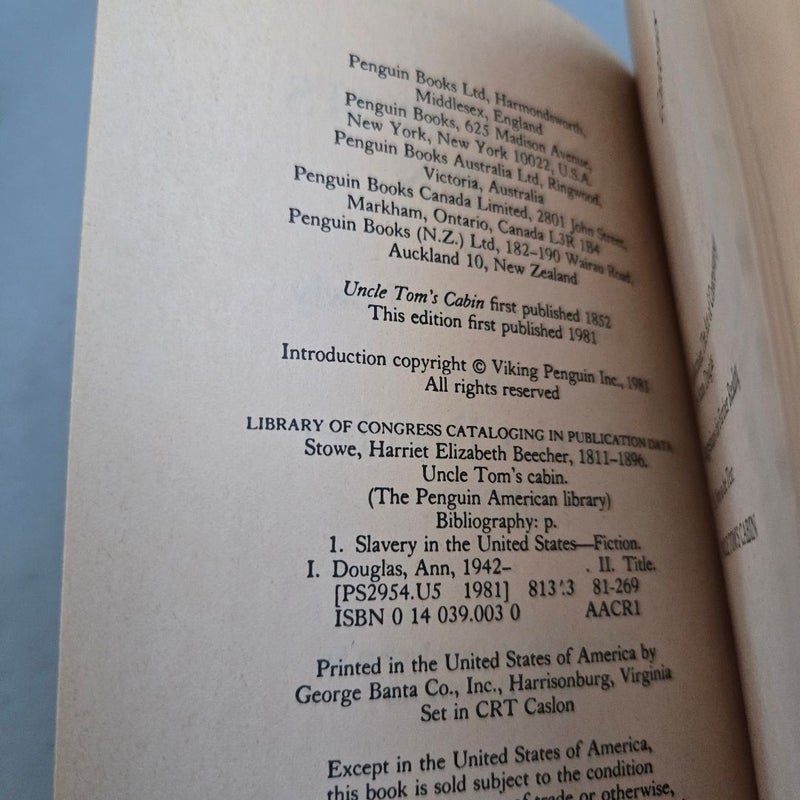 Penguin Books Ltd, Harmondsworth,
Middlesex, England
Penguin Books, 625 Madison Avenue,
New York, New York 10022, U.S.A.
Penguin Books Australia Ltd, Ringwood,
Victoria, Australia
Penguin Books Canada Limited, 2801 John Street,
Markham, Ontario, Canada L3R 1B4
Penguin Books (N.Z.) Ltd, 182–190 Wairau Road,
Auckland 10, New Zealand
Uncle Tom's Cabin first published 1852
This edition first published 1981
Introduction copyright © Viking Penguin Inc., 1981
All rights reserved
LIBRARY OF CONGRESS CATALOGING IN PUBLICATION DATA
Stowe, Harriet Elizabeth Beecher, 1811–1896.
Uncle Tom's cabin.
(The Penguin American library)
Bibliography: p.
1. Slavery in the United States—Fiction.
I. Douglas, Ann, 1942– . II. Title.
[PS2954.U5 1981] 813'.3 81-269
ISBN 0 14 039.003 0 AACR1
Printed in the United States of America by
George Banta Co., Inc., Harrisonburg, Virginia
Set in CRT Caslon
Except in the United States of America,
this book is sold subject to the condition
of trade or otherwise,